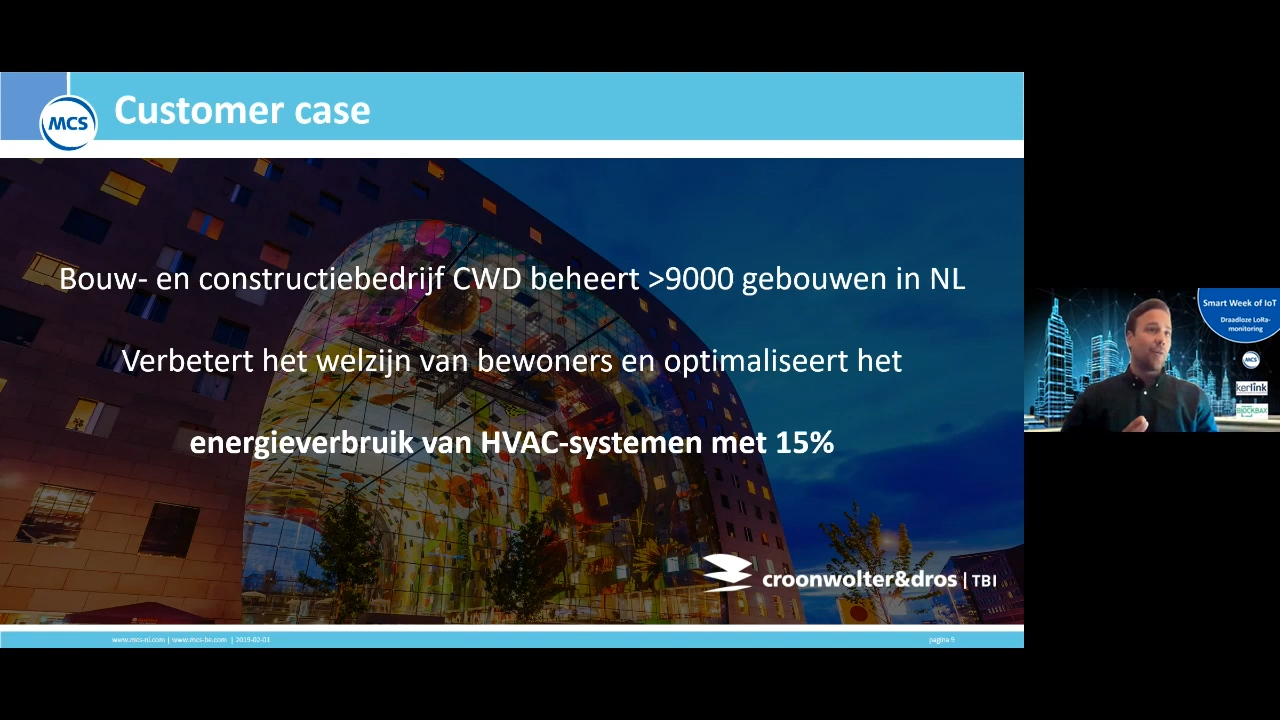 MCS
Customer case
Bouw- en constructiebedrijf CWD beheert >9000 gebouwen in NL
Verbetert het welzijn van bewoners en optimaliseert het
energieverbruik van HVAC-systemen met 15%
croonwolter&dros | TBI
www.mcs-nl.com | www.mcs-be.com | 2019-02-01
pagina 9
Smart Week of IoT
Draadloze LoRa-
monitoring
MCS
kerlink
BLOCKBAX